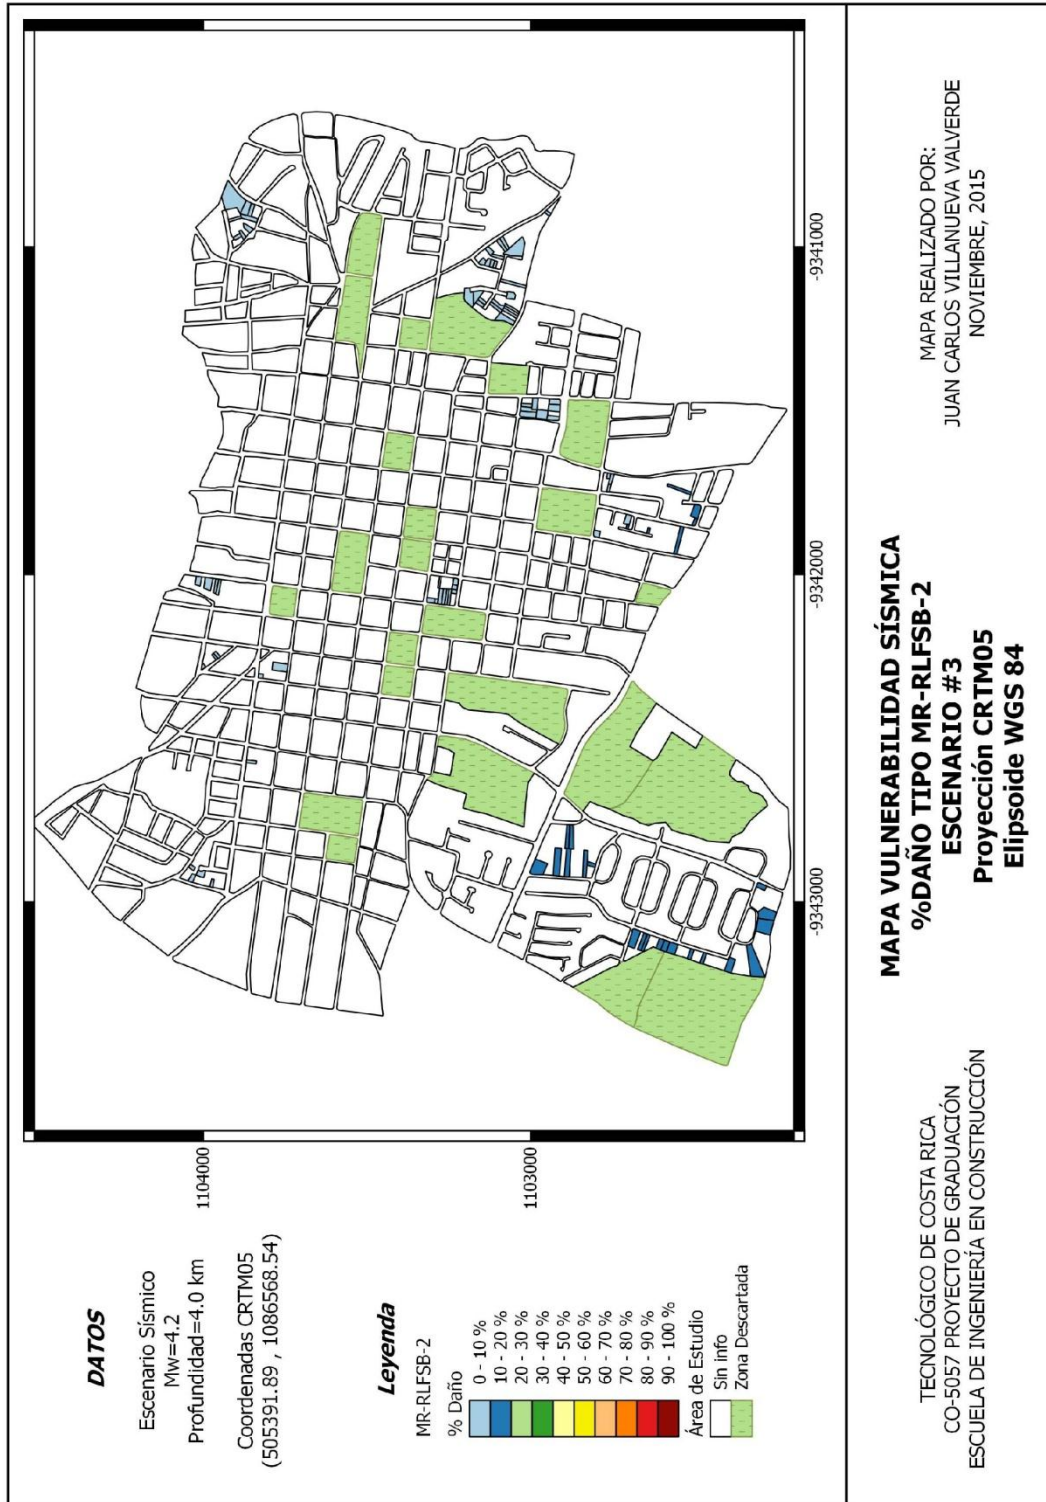 DATOS
Escenario Sísmico
Mw=4.2
Profundidad=4.0 km
Coordenadas CRTM05
(505391.89 , 1086568.54)
Leyenda
MR-RLFSB-2
% Daño
0 - 10 %
10 - 20 %
20 - 30 %
30 - 40 %
40 - 50 %
50 - 60 %
60 - 70 %
70 - 80 %
80 - 90 %
90 - 100 %
Área de Estudio
Sin info
Zona Descartada
1104000
1103000
-9343000
-9342000
-9341000
TECNOLÓGICO DE COSTA RICA
CO-5057 PROYECTO DE GRADUACIÓN
ESCUELA DE INGENIERÍA EN CONSTRUCCIÓN
MAPA VULNERABILIDAD SÍSMICA
%DAÑO TIPO MR-RLFSB-2
ESCENARIO #3
Proyección CRTM05
Elipsoide WGS 84
MAPA REALIZADO POR:
JUAN CARLOS VILLANUEVA VALVERDE
NOVIEMBRE, 2015